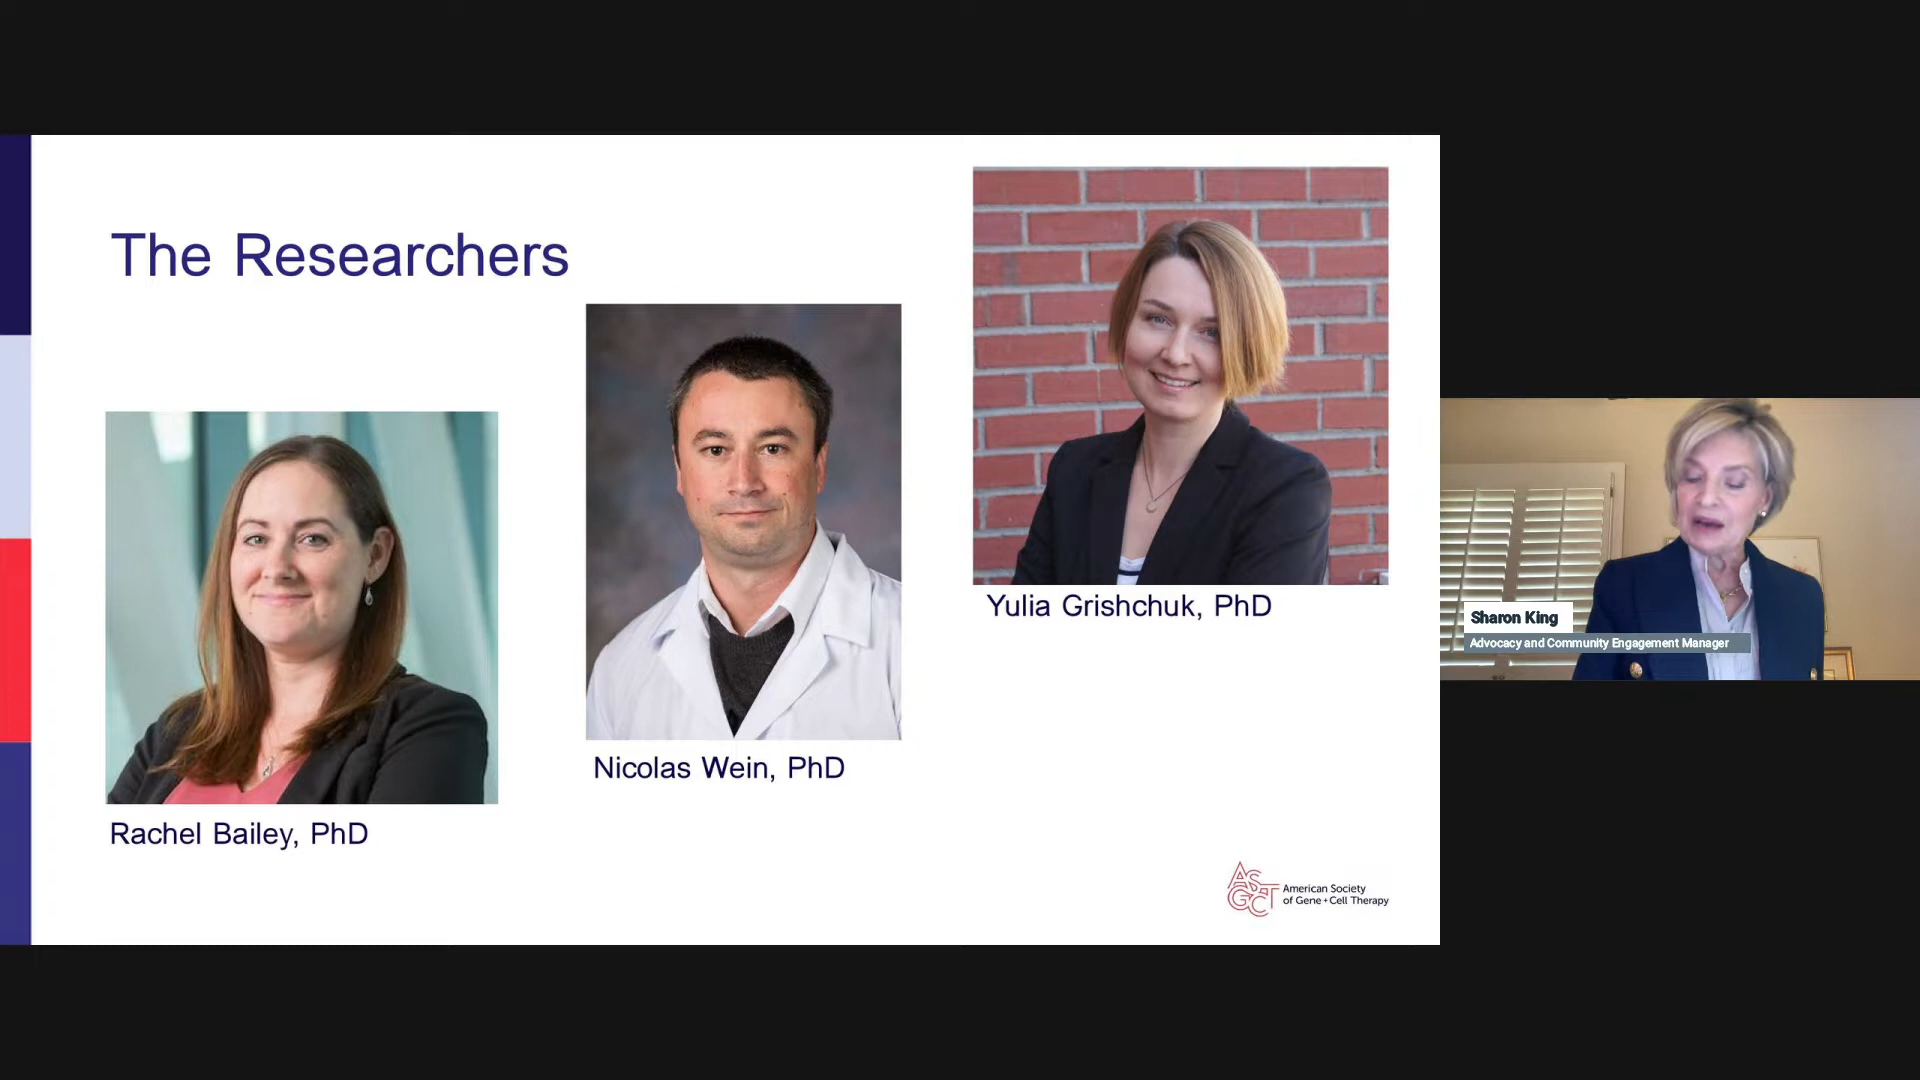 The Researchers
Yulia Grishchuk, PhD
Nicolas Wein, PhD
Rachel Bailey, PhD
ASGCT
American Society
of Gene + Cell Therapy
Sharon King
Advocacy and Community Engagement Manager